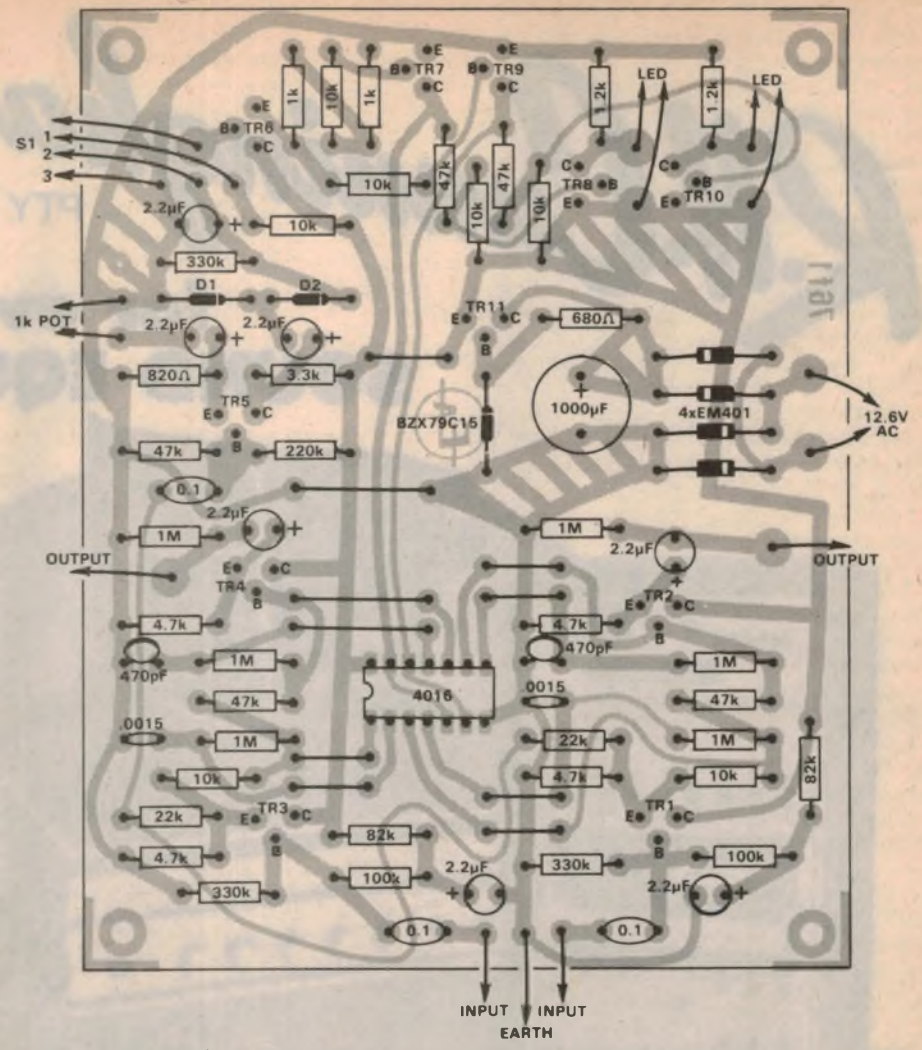 E
E
B TR7
B TR9
C
C
LED
LED
1k
10k
1k
1.2k
1.2k
E
B TR6
C
S1
1
2
3
47k
47k
10k
10k
10k
C
TR8 B
E
C
B
E TR10
2.2µF
+
10k
330k
D1
D2
1k POT
TR11
E
C
B
680Ω
7611
2.2µF
+
2.2µF
+
820Ω
3.3k
1000µF
+
4xEM401
12.6V
AC
BZX79C15
TR5
E
C
B
47k
220k
0.1
2.2µF
+
1M
1M
2.2µF
+
OUTPUT
OUTPUT
E
C
TR4
B
TR2
E
C
B
4.7k
4.7k
470pF
470pF
1M
1M
4016
47k
.0015
47k
.0015
1M
22k
1M
10k
4.7k
10k
82k
22k
TR3
E
C
B
TR1
E
C
B
82k
4.7k
330k
100k
100k
330k
2.2µF
+
2.2µF
+
0.1
0.1
INPUT
INPUT
EARTH